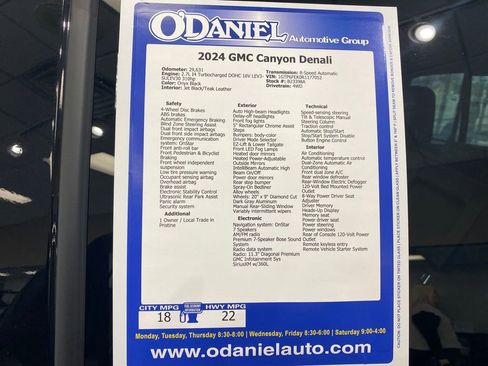 O'DANIEL
Automotive Group
2024 GMC Canyon Denali
Odometer: 29,631
Engine: 2.7L I4 Turbocharged DOHC 16V LEV3-
SULEV30 310hp
Color: Onyx Black
Interior: Jet Black/Teak Leather
Transmission: 8-Speed Automatic
Stock #: B23398A
Drivetrain: 4WD
Safety
4-Wheel Disc Brakes
ABS brakes
Automatic Emergency Braking
Blind Zone Steering Assist
Dual front impact airbags
Dual front side impact airbags
Emergency communication
system: OnStar
Front anti-roll bar
Front Pedestrian & Bicyclist
Braking
Front wheel independent
suspension
Low tire pressure warning
Occupant sensing airbag
Overhead airbag
Brake assist
Electronic Stability Control
Ultrasonic Rear Park Assist
Panic alarm
Security system
Additional
1 Owner / Local Trade in
Pristine
Exterior
Auto High-beam Headlights
Delay-off headlights
Front fog lights
5" Rectangular Chrome Assist
Steps
Bumpers: body-color
Driver Mode Selector
EZ-Lift & Lower Tailgate
Front LED Fog Lamps
Heated door mirrors
Heated Power-Adjustable
Outside Mirrors
IntelliBeam Automatic High
Beam On/Off
Power door mirrors
Rear step bumper
Spray-On Bedliner
Alloy wheels
Wheels: 20" x 9" Diamond Cut
Dark Gray Aluminum
Manual Rear-Sliding Window
Variably intermittent wipers
Electronic
Navigation system: OnStar
7 Speakers
AM/FM radio
Premium 7-Speaker Bose Sound
System
Radio data system
Radio: 11.3" Diagonal Premium
GMC Infotainment Sys
SiriusXM w/360L
Technical
Speed-sensing steering
Tilt & Telescopic Manual
Steering Column
Traction control
Automatic Stop/Start
Stop/Start System Disable
Button Engine Control
Interior
Air Conditioning
Automatic temperature control
Dual-Zone Automatic Air
Conditioning
Front dual zone A/C
Rear window defroster
Rear-Window Electric Defogger
120-Volt Bed Mounted Power
Outlet
8-Way Power Driver Seat
Adjuster
Driver Memory
Heads-Up Display
Memory seat
Power driver seat
Power steering
Power windows
Rear of Console 120-Volt Power
Outlet
Remote keyless entry
Remote Vehicle Starter System
CITY MPG
18
FUEL ECONOMY
INFORMATION
HWY MPG
22
Monday, Tuesday, Thursday 8:30-8:00 | Wednesday, Friday 8:30-6:00 | Saturday 9:00-4:00
www.odanielauto.com